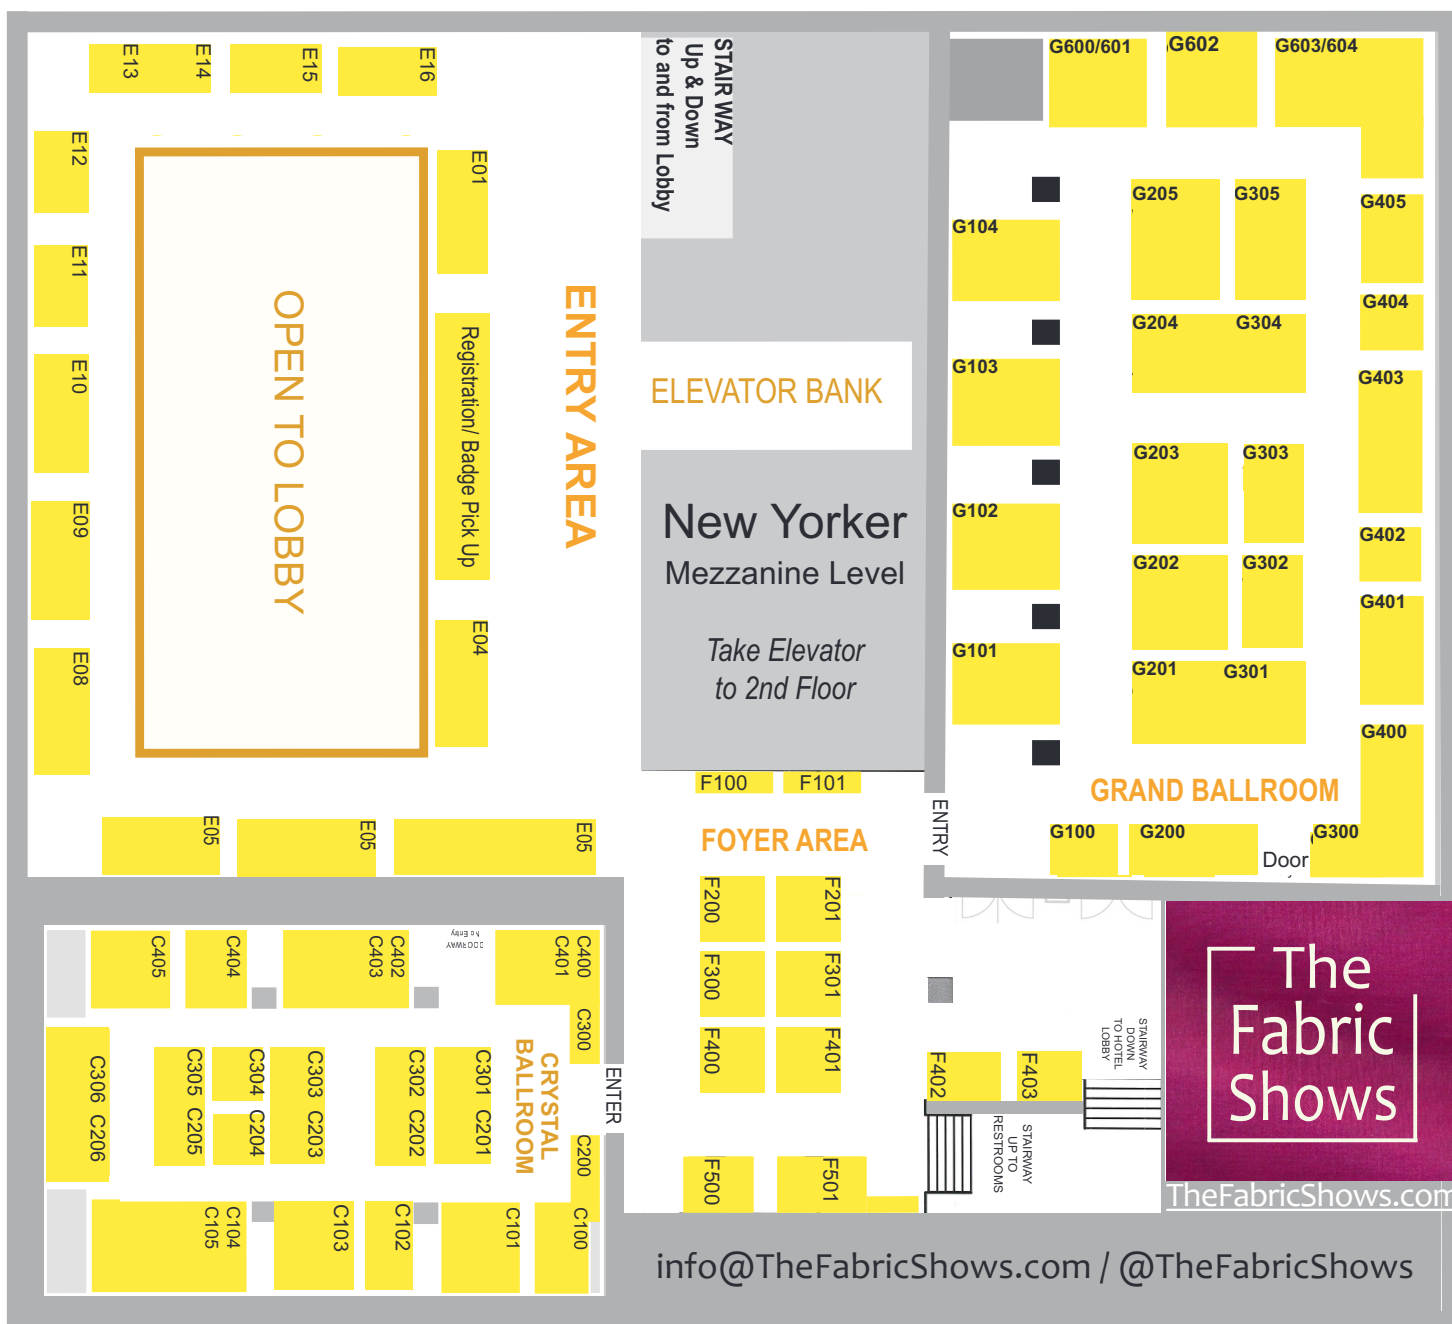 E13
E14
E15
E16
E12
E11
E10
E09
E08
E01
Registration/ Badge Pick Up
E04
OPEN TO LOBBY
ENTRY AREA
E05
E05
E05
STAIR WAY
Up & Down
to and from Lobby
ELEVATOR BANK
New Yorker
Mezzanine Level
Take Elevator
to 2nd Floor
G600/601
G602
G603/604
G104
G103
G102
G101
G205
G305
G204
G304
G203
G303
G202
G302
G201
G301
G405
G404
G403
G402
G401
G400
GRAND BALLROOM
G100
G200
Door
G300
ENTRY
F100
F101
FOYER AREA
F200
F201
F300
F301
F400
F401
F402
F403
F500
F501
STAIRWAY
DOWN
TO HOTEL
LOBBY
STAIRWAY
UP TO
RESTROOMS
C405
C404
C402
C403
DOORWAY
No Entry
C400
C401
C300
C306 C206
C305 C205
C304
C204
C303 C203
C302 C202
C301 C201
CRYSTAL
BALLROOM
ENTER
C200
C104
C105
C103
C102
C101
C100
The
Fabric
Shows
TheFabricShows.com
info@TheFabricShows.com / @TheFabricShows